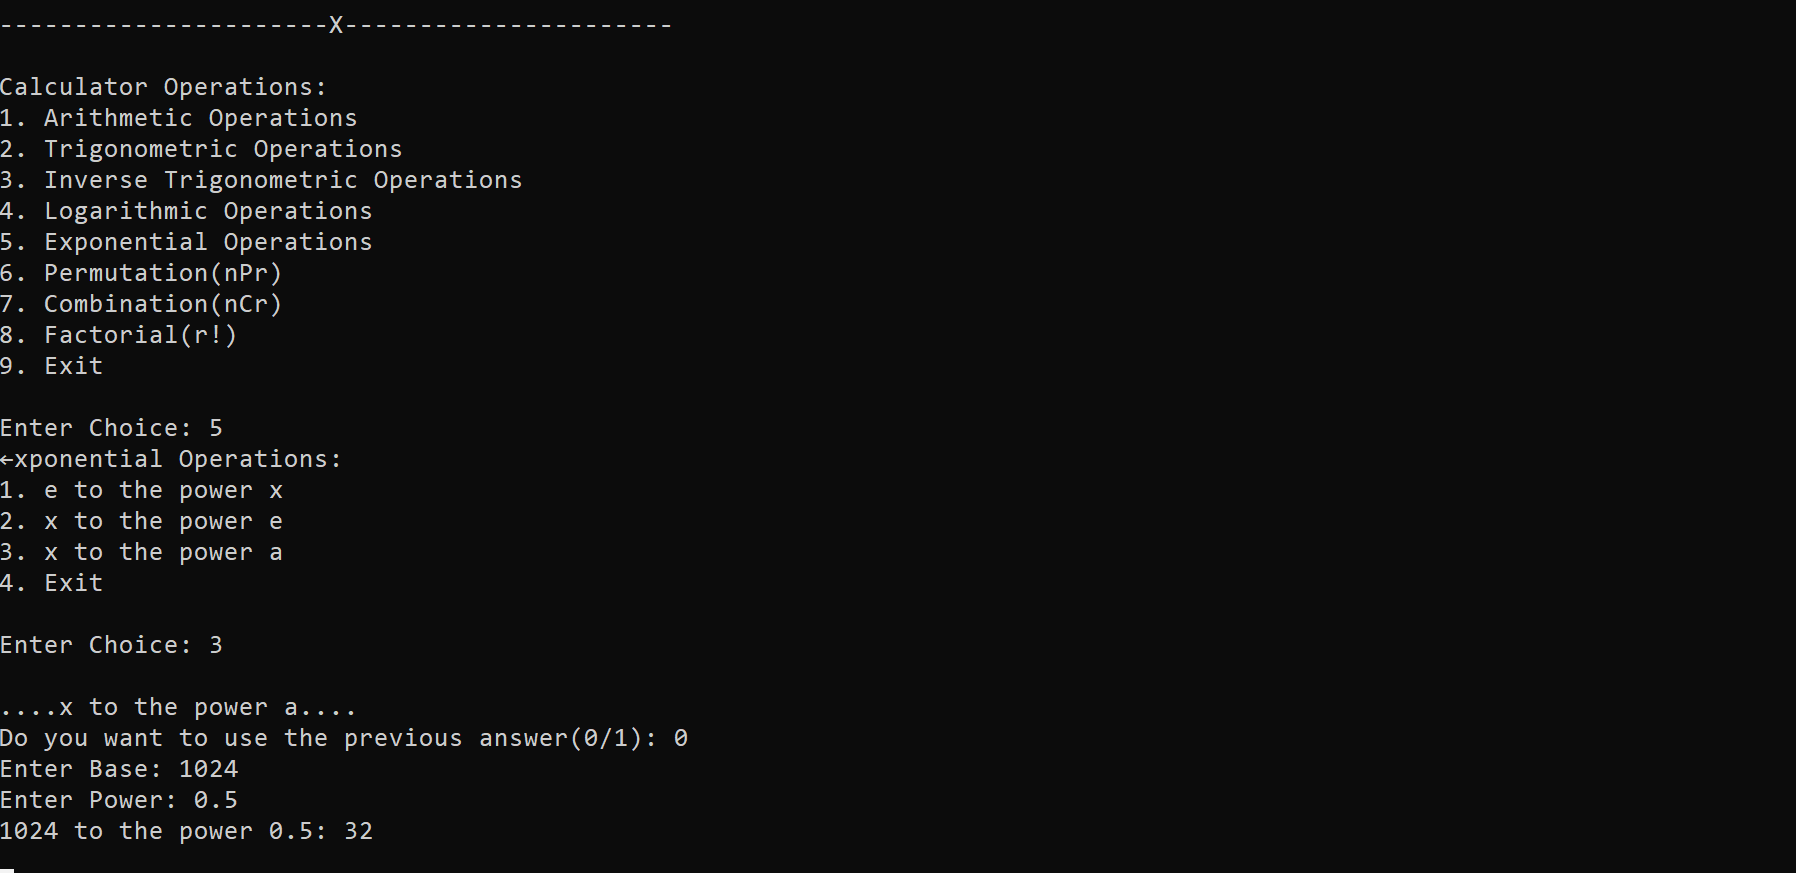 ----------------------X----------------------
Calculator Operations:
1. Arithmetic Operations
2. Trigonometric Operations
3. Inverse Trigonometric Operations
4. Logarithmic Operations
5. Exponential Operations
6. Permutation(nPr)
7. Combination(nCr)
8. Factorial(r!)
9. Exit
Enter Choice: 5
←xponential Operations:
1. e to the power x
2. x to the power e
3. x to the power a
4. Exit
Enter Choice: 3
....x to the power a....
Do you want to use the previous answer(0/1): 0
Enter Base: 1024
Enter Power: 0.5
1024 to the power 0.5: 32